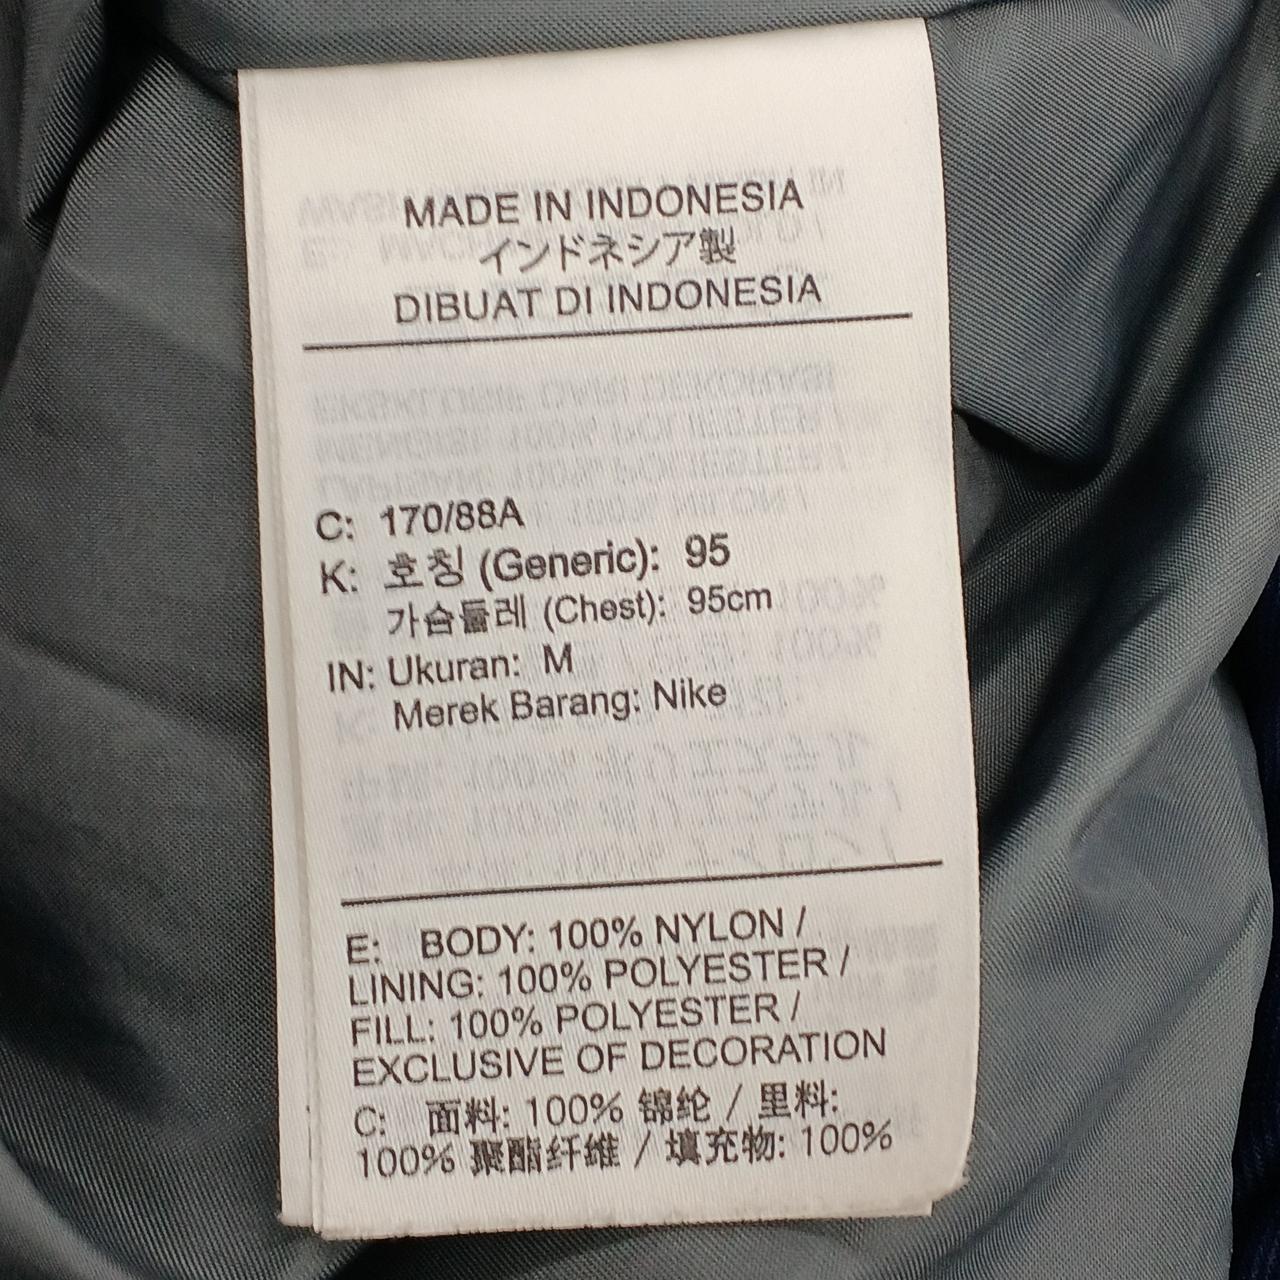 MADE IN INDONESIA
インドネシア製
DIBUAT DI INDONESIA
C: 170/88A
K: 호칭 (Generic): 95
가슴둘레 (Chest): 95cm
IN: Ukuran: M
Merek Barang: Nike
E: BODY: 100% NYLON /
LINING: 100% POLYESTER /
FILL: 100% POLYESTER /
EXCLUSIVE OF DECORATION
C: 面料: 100% 锦纶 / 里料:
100% 聚酯纤维 / 填充物: 100%